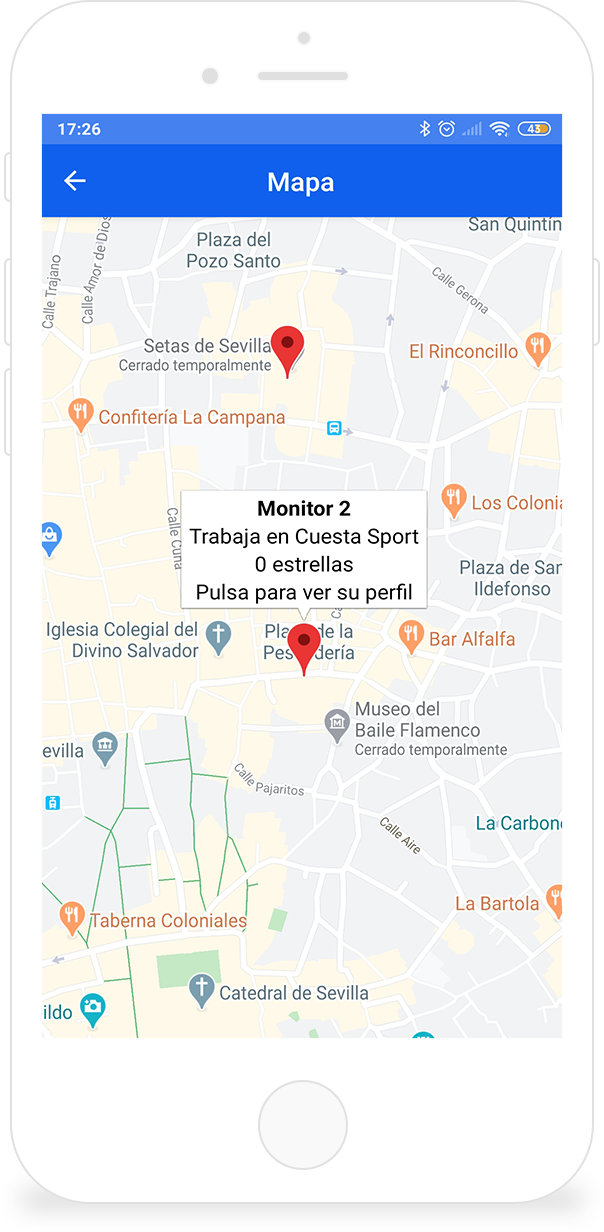 17:26
43
Mapa
San Quintín
Plaza del
Pozo Santo
Calle Trajano
Calle Amor de Dios
Calle Gerona
Setas de Sevilla
Cerrado temporalmente
El Rinconcillo
Confitería La Campana
Los Colonia
Calle Cuna
Monitor 2
Trabaja en Cuesta Sport
0 estrellas
Pulsa para ver su perfil
Plaza de San
Ildefonso
Ca
Iglesia Colegial del
Divino Salvador
Plaza de la
Pescadería
Bar Alfalfa
Museo del
Baile Flamenco
Cerrado temporalmente
evilla
Calle Pajaritos
Calle Aire
La Carbone
La Bartola
Taberna Coloniales
Catedral de Sevilla
ildo